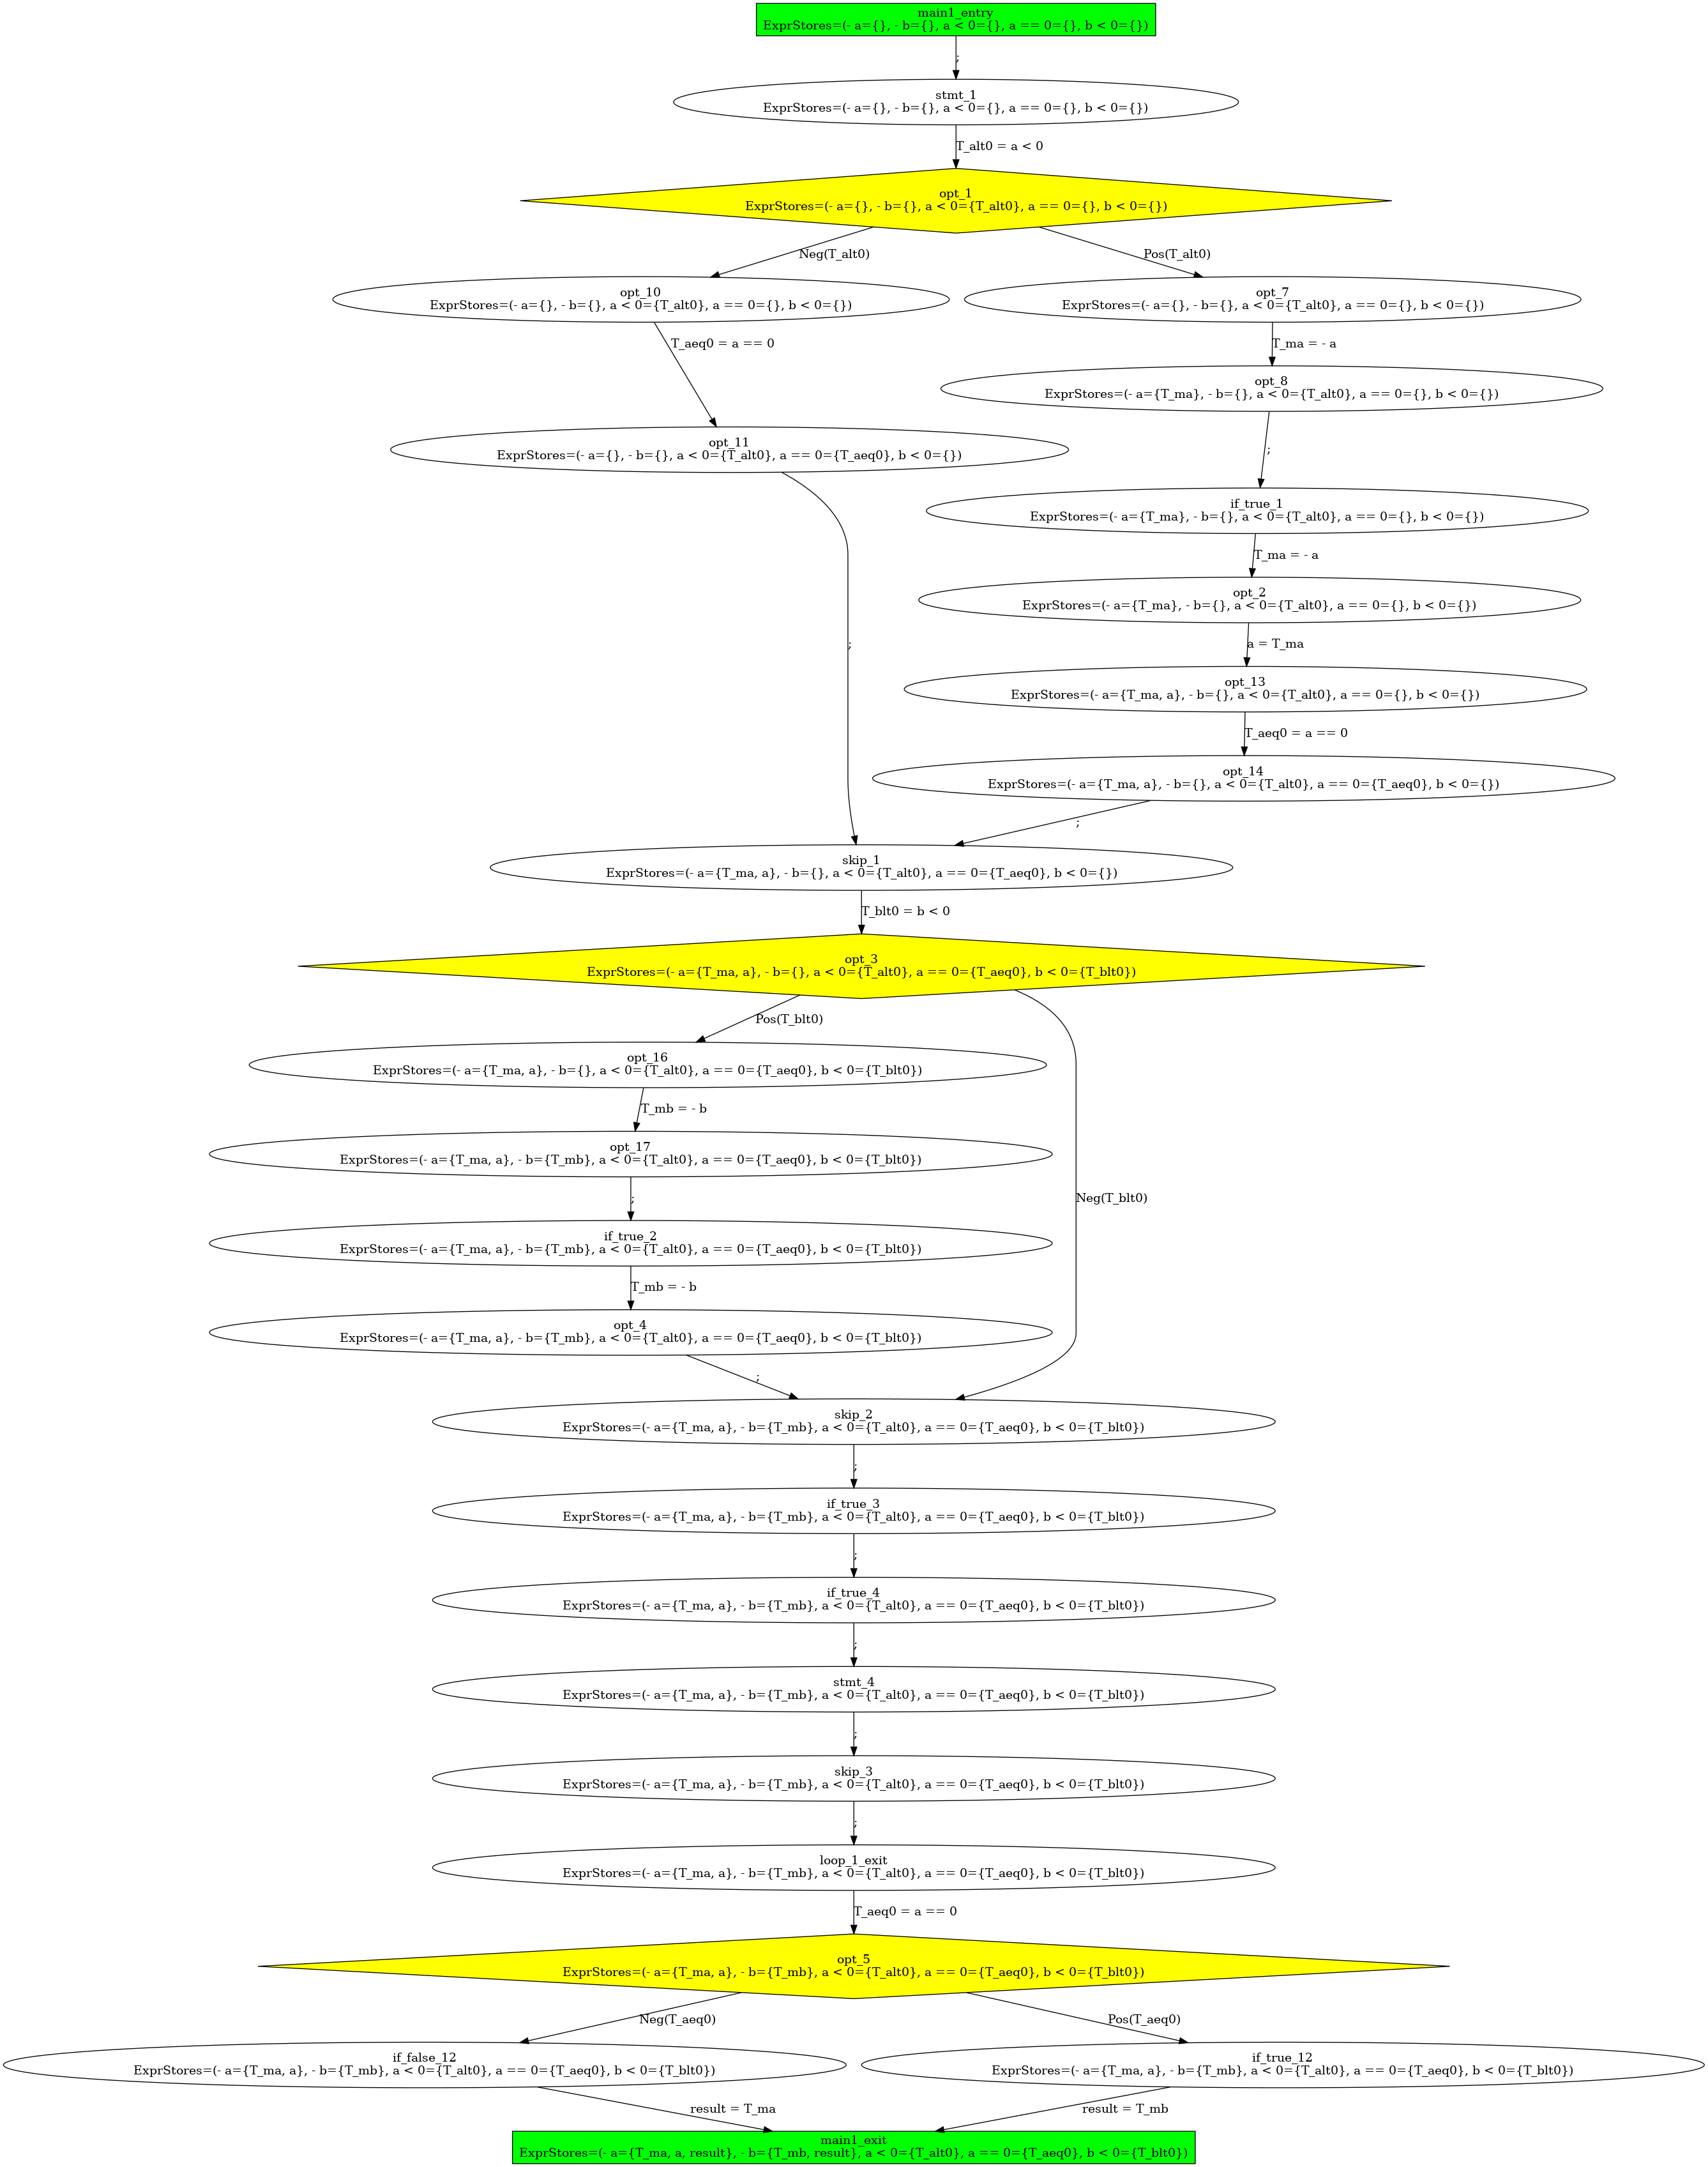 main1_entry
ExprStores=(- a={}, - b={}, a < 0={}, a == 0={}, b < 0={})
;
stmt_1
ExprStores=(- a={}, - b={}, a < 0={}, a == 0={}, b < 0={})
T_alt0 = a < 0
opt_1
ExprStores=(- a={}, - b={}, a < 0={T_alt0}, a == 0={}, b < 0={})
Neg(T_alt0)
Pos(T_alt0)
opt_10
ExprStores=(- a={}, - b={}, a < 0={T_alt0}, a == 0={}, b < 0={})
opt_7
ExprStores=(- a={}, - b={}, a < 0={T_alt0}, a == 0={}, b < 0={})
T_aeq0 = a == 0
T_ma = - a
opt_8
ExprStores=(- a={T_ma}, - b={}, a < 0={T_alt0}, a == 0={}, b < 0={})
opt_11
ExprStores=(- a={}, - b={}, a < 0={T_alt0}, a == 0={T_aeq0}, b < 0={})
;
if_true_1
ExprStores=(- a={T_ma}, - b={}, a < 0={T_alt0}, a == 0={}, b < 0={})
T_ma = - a
opt_2
ExprStores=(- a={T_ma}, - b={}, a < 0={T_alt0}, a == 0={}, b < 0={})
;
a = T_ma
opt_13
ExprStores=(- a={T_ma, a}, - b={}, a < 0={T_alt0}, a == 0={}, b < 0={})
T_aeq0 = a == 0
opt_14
ExprStores=(- a={T_ma, a}, - b={}, a < 0={T_alt0}, a == 0={T_aeq0}, b < 0={})
;
skip_1
ExprStores=(- a={T_ma, a}, - b={}, a < 0={T_alt0}, a == 0={T_aeq0}, b < 0={})
T_blt0 = b < 0
opt_3
ExprStores=(- a={T_ma, a}, - b={}, a < 0={T_alt0}, a == 0={T_aeq0}, b < 0={T_blt0})
Pos(T_blt0)
opt_16
ExprStores=(- a={T_ma, a}, - b={}, a < 0={T_alt0}, a == 0={T_aeq0}, b < 0={T_blt0})
T_mb = - b
opt_17
ExprStores=(- a={T_ma, a}, - b={T_mb}, a < 0={T_alt0}, a == 0={T_aeq0}, b < 0={T_blt0})
;
Neg(T_blt0)
if_true_2
ExprStores=(- a={T_ma, a}, - b={T_mb}, a < 0={T_alt0}, a == 0={T_aeq0}, b < 0={T_blt0})
T_mb = - b
opt_4
ExprStores=(- a={T_ma, a}, - b={T_mb}, a < 0={T_alt0}, a == 0={T_aeq0}, b < 0={T_blt0})
;
skip_2
ExprStores=(- a={T_ma, a}, - b={T_mb}, a < 0={T_alt0}, a == 0={T_aeq0}, b < 0={T_blt0})
;
if_true_3
ExprStores=(- a={T_ma, a}, - b={T_mb}, a < 0={T_alt0}, a == 0={T_aeq0}, b < 0={T_blt0})
;
if_true_4
ExprStores=(- a={T_ma, a}, - b={T_mb}, a < 0={T_alt0}, a == 0={T_aeq0}, b < 0={T_blt0})
;
stmt_4
ExprStores=(- a={T_ma, a}, - b={T_mb}, a < 0={T_alt0}, a == 0={T_aeq0}, b < 0={T_blt0})
;
skip_3
ExprStores=(- a={T_ma, a}, - b={T_mb}, a < 0={T_alt0}, a == 0={T_aeq0}, b < 0={T_blt0})
;
loop_1_exit
ExprStores=(- a={T_ma, a}, - b={T_mb}, a < 0={T_alt0}, a == 0={T_aeq0}, b < 0={T_blt0})
T_aeq0 = a == 0
opt_5
ExprStores=(- a={T_ma, a}, - b={T_mb}, a < 0={T_alt0}, a == 0={T_aeq0}, b < 0={T_blt0})
Neg(T_aeq0)
Pos(T_aeq0)
if_false_12
ExprStores=(- a={T_ma, a}, - b={T_mb}, a < 0={T_alt0}, a == 0={T_aeq0}, b < 0={T_blt0})
if_true_12
ExprStores=(- a={T_ma, a}, - b={T_mb}, a < 0={T_alt0}, a == 0={T_aeq0}, b < 0={T_blt0})
result = T_ma
result = T_mb
main1_exit
ExprStores=(- a={T_ma, a, result}, - b={T_mb, result}, a < 0={T_alt0}, a == 0={T_aeq0}, b < 0={T_blt0})